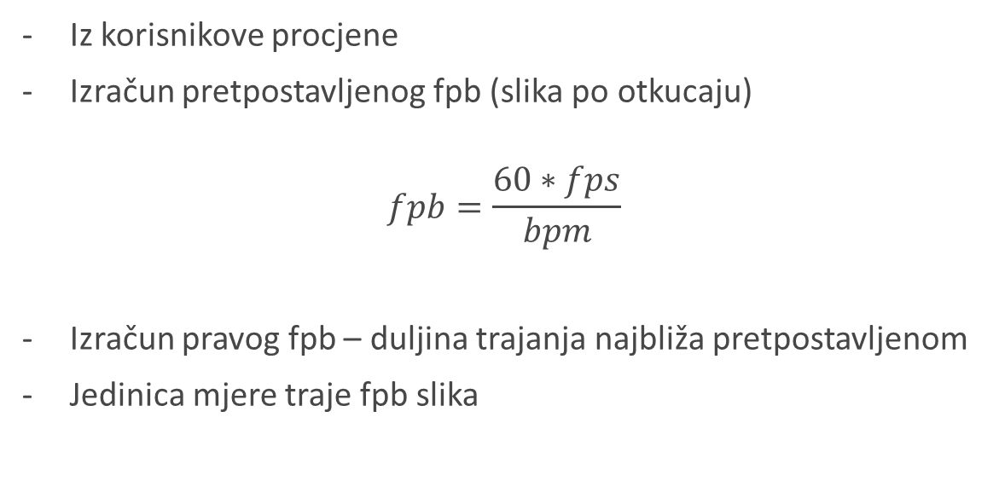 - Iz korisnikove procjene
- Izračun pretpostavljenog fpb (slika po otkucaju)
fpb = \frac{60 * fps}{bpm}
- Izračun pravog fpb – duljina trajanja najbliža pretpostavljenom
- Jedinica mjere traje fpb slika